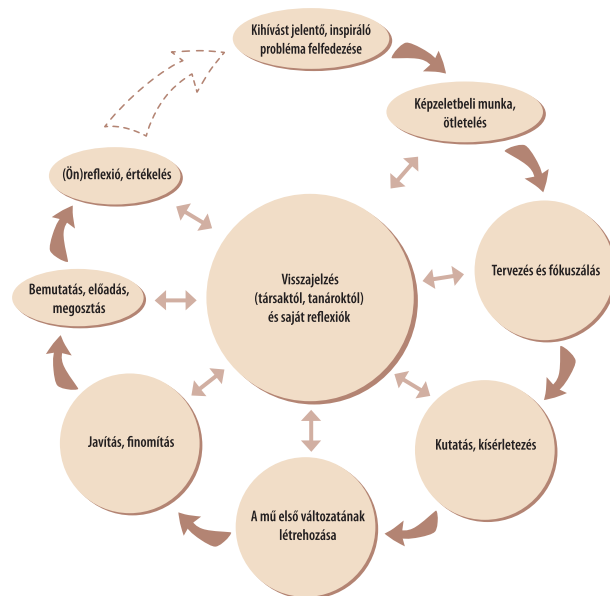 Kihívást jelentő, inspiráló
probléma felfedezése
Képzeletbeli munka,
ötletelés
(Ön)reflexió, értékelés
Tervezés és fókuszálás
Visszajelzés
(társaktól, tanároktól)
és saját reflexiók
Bemutatás, előadás,
megosztás
Javítás, finomítás
Kutatás, kísérletezés
A mű első változatának
létrehozása